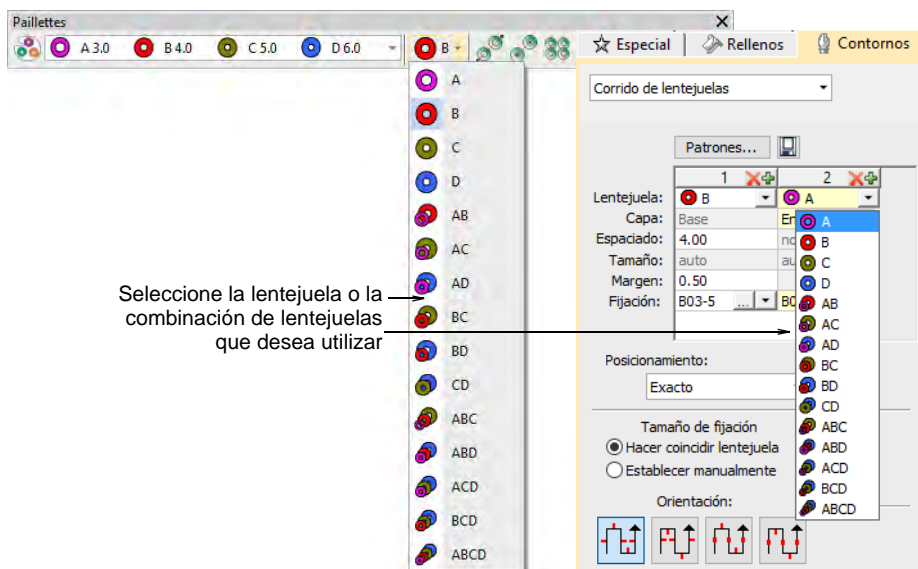 Paillettes
A 3.0 B 4.0 C 5.0 D 6.0 B
A
B
C
D
AB
AC
AD
BC
BD
CD
ABC
ABD
ACD
BCD
ABCD
Seleccione la lentejuela o la
combinación de lentejuelas
que desea utilizar
Especial Rellenos Contornos
Corrido de lentejuelas
Patrones...
1 2
Lentejuela: B A
Capa: Base
Espaciado: 4.00
Tamaño: auto
Margen: 0.50
Fijación: B03-5
A
B
C
D
AB
AC
AD
BC
BD
CD
ABC
ABD
ACD
BCD
ABCD
Posicionamiento:
Exacto
Tamaño de fijación
Hacer coincidir lentejuela
Establecer manualmente
Orientación: